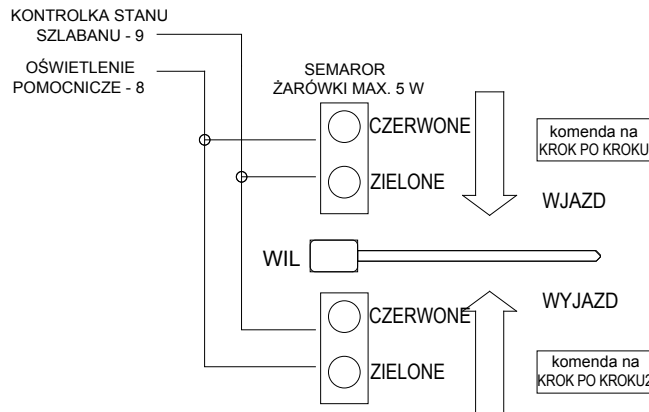 KONTROLKA STANU
SZLABANU - 9
OŚWIETLENIE
POMOCNICZE - 8
SEMAROR
ŻARÓWKI MAX. 5 W
CZERWONE
ZIELONE
komenda na
KROK PO KROKU
WJAZD
WIL
WYJAZD
CZERWONE
ZIELONE
komenda na
KROK PO KROKU2